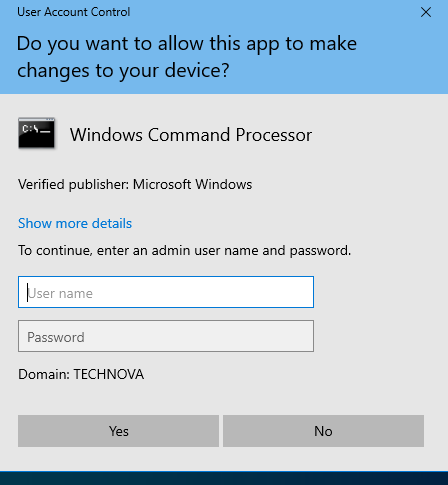 User Account Control
Do you want to allow this app to make
changes to your device?
C:\_
Windows Command Processor
Verified publisher: Microsoft Windows
Show more details
To continue, enter an admin user name and password.
User name
Password
Domain: TECHNOVA
Yes
No